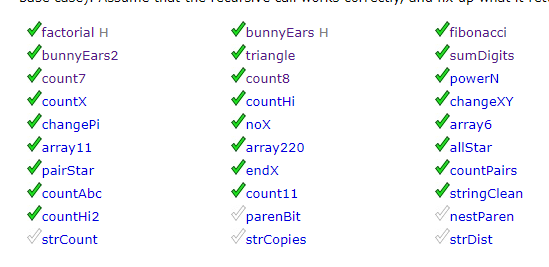 base case). Assume that the recursive call works correctly, and fix up what it
factorial H bunnyEars H fibonacci
bunnyEars2 triangle sumDigits
count7 count8 powerN
countX countHi changeXY
changePi noX array6
array11 array220 allStar
pairStar endX countPairs
countAbc count11 stringClean
countHi2 parenBit nestParen
strCount strCopies strDist